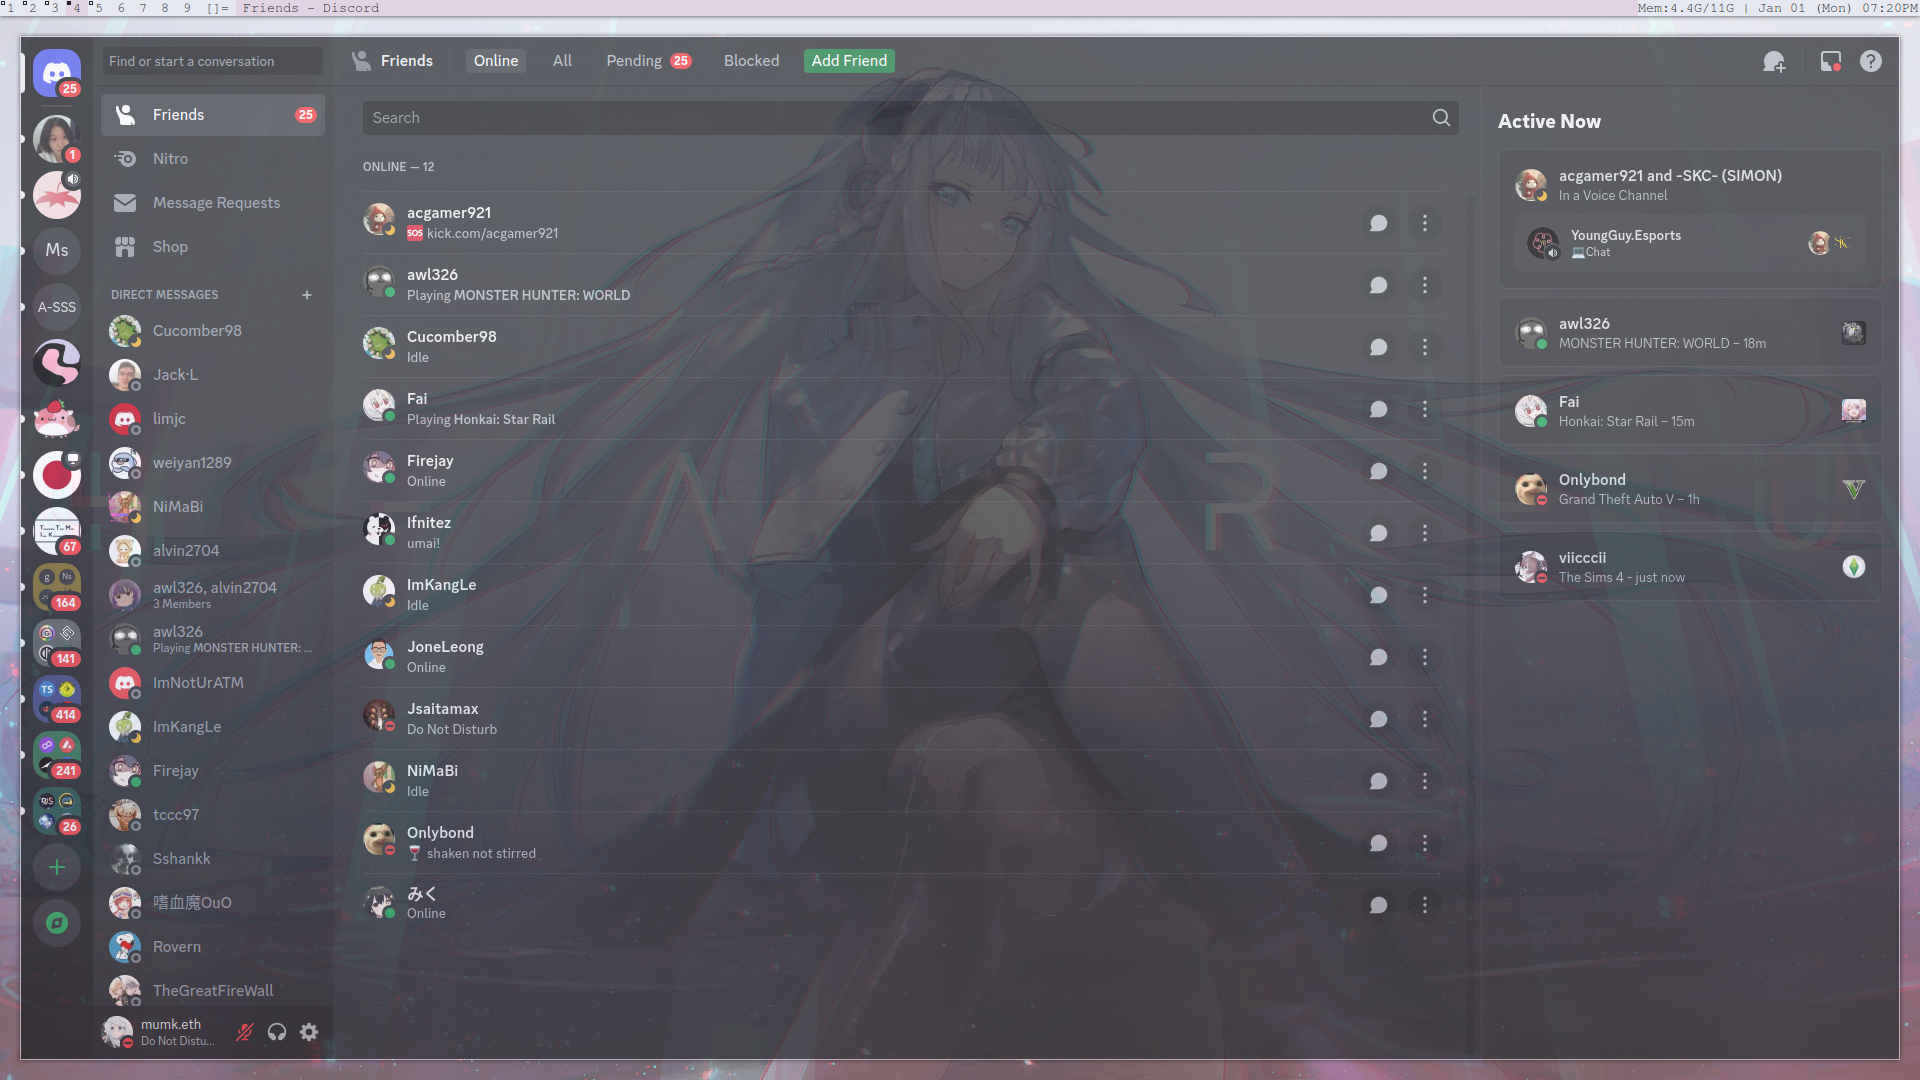 1 2 3 4 5 6 7 8 9 []= Friends - Discord
Mem:4.4G/11G | Jan 01 (Mon) 07:20PM
25
1
Ms
A-SSS
67
g Ns
164
141
TS
414
241
26
Find or start a conversation
Friends 25
Nitro
Message Requests
Shop
DIRECT MESSAGES +
Cucomber98
Jack·L
limjc
weiyan1289
NiMaBi
alvin2704
awl326, alvin2704
3 Members
awl326
Playing MONSTER HUNTER: ...
ImNotUrATM
ImKangLe
Firejay
tccc97
Sshankk
嗜血魔OuO
Rovern
TheGreatFireWall
mumk.eth
Do Not Distu...
Friends Online All Pending 25 Blocked Add Friend
Search
ONLINE — 12
acgamer921
SOS kick.com/acgamer921
awl326
Playing MONSTER HUNTER: WORLD
Cucomber98
Idle
Fai
Playing Honkai: Star Rail
Firejay
Online
Ifnitez
umai!
ImKangLe
Idle
JoneLeong
Online
Jsaitamax
Do Not Disturb
NiMaBi
Idle
Onlybond
shaken not stirred
みく
Online
A R U
Active Now
acgamer921 and -SKC- (SIMON)
In a Voice Channel
YoungGuy.Esports
Chat
awl326
MONSTER HUNTER: WORLD – 18m
Fai
Honkai: Star Rail – 15m
Onlybond
Grand Theft Auto V – 1h
V
viicccii
The Sims 4 - just now